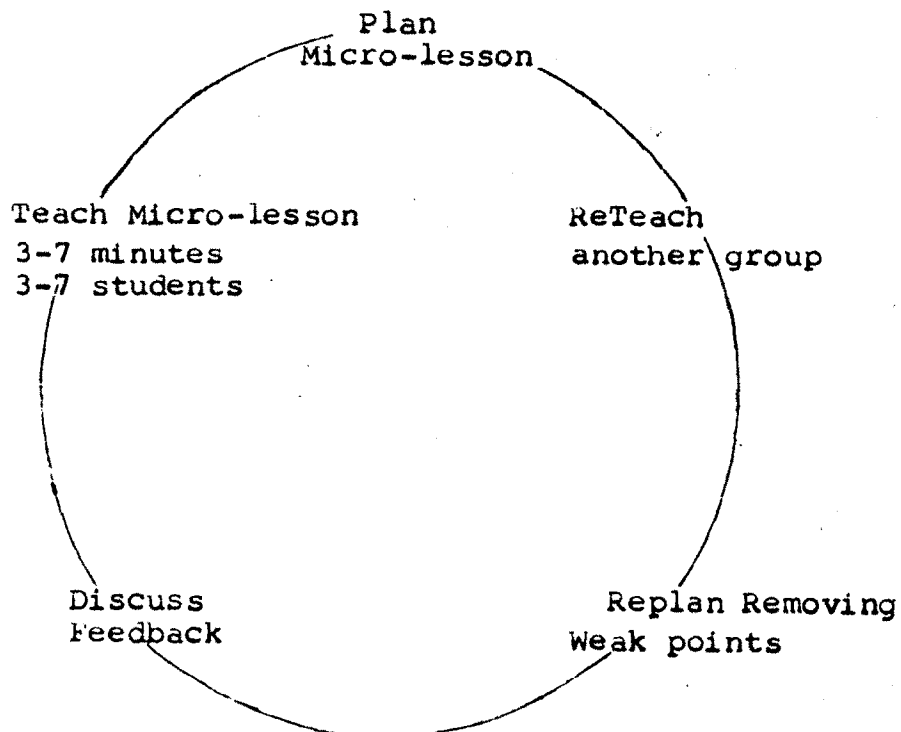 Plan
Micro-lesson
Teach Micro-lesson
3-7 minutes
3-7 students
ReTeach
another group
Discuss
Feedback
Replan Removing
Weak points